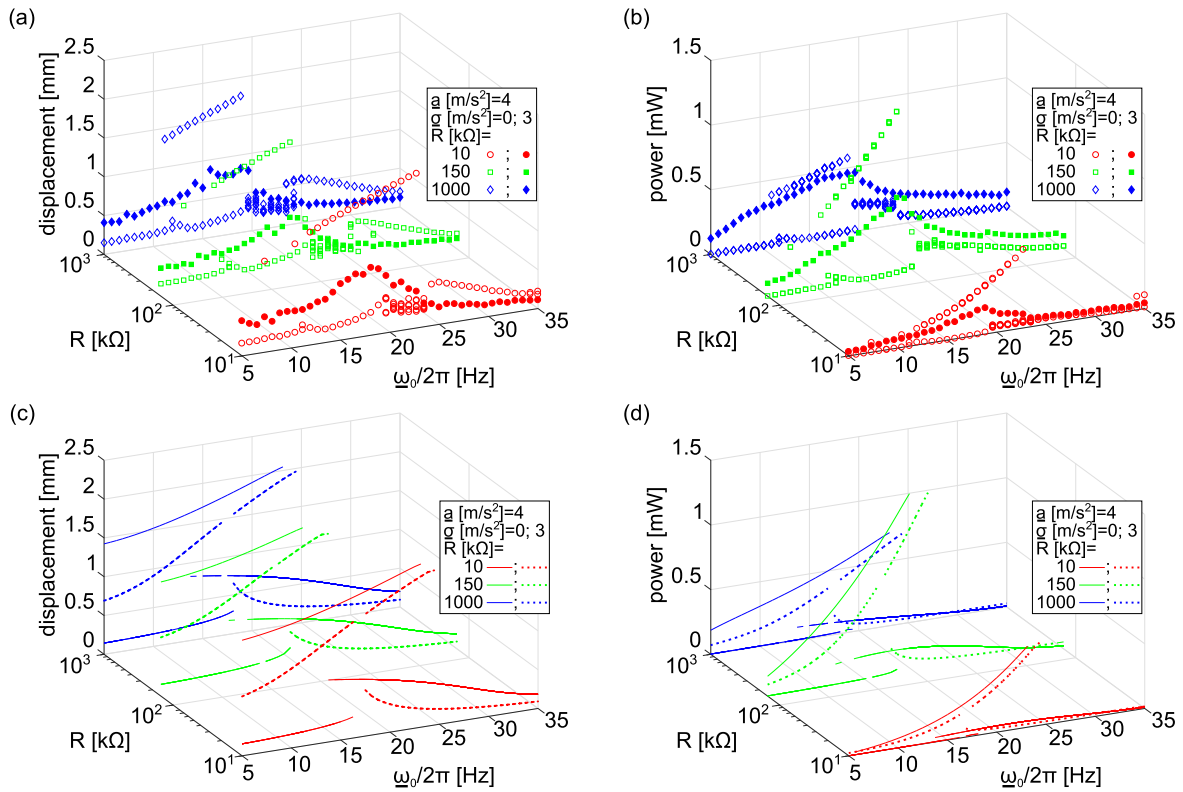 (a)
displacement [mm]
2.5
2
1.5
1
0.5
0
10³
10²
10¹
R [kΩ]
5
10
15
20
25
30
35
ω₀/2π [Hz]
a [m/s²]=4
g [m/s²]=0; 3
R [kΩ]=
10 ;
150 ;
1000 ;
(b)
power [mW]
1.5
1
0.5
0
10³
10²
10¹
R [kΩ]
5
10
15
20
25
30
35
ω₀/2π [Hz]
a [m/s²]=4
g [m/s²]=0; 3
R [kΩ]=
10 ;
150 ;
1000 ;
(c)
displacement [mm]
2.5
2
1.5
1
0.5
0
10³
10²
10¹
R [kΩ]
5
10
15
20
25
30
35
ω₀/2π [Hz]
a [m/s²]=4
g [m/s²]=0; 3
R [kΩ]=
10 ;
150 ;
1000 ;
(d)
power [mW]
1.5
1
0.5
0
10³
10²
10¹
R [kΩ]
5
10
15
20
25
30
35
ω₀/2π [Hz]
a [m/s²]=4
g [m/s²]=0; 3
R [kΩ]=
10 ;
150 ;
1000 ;